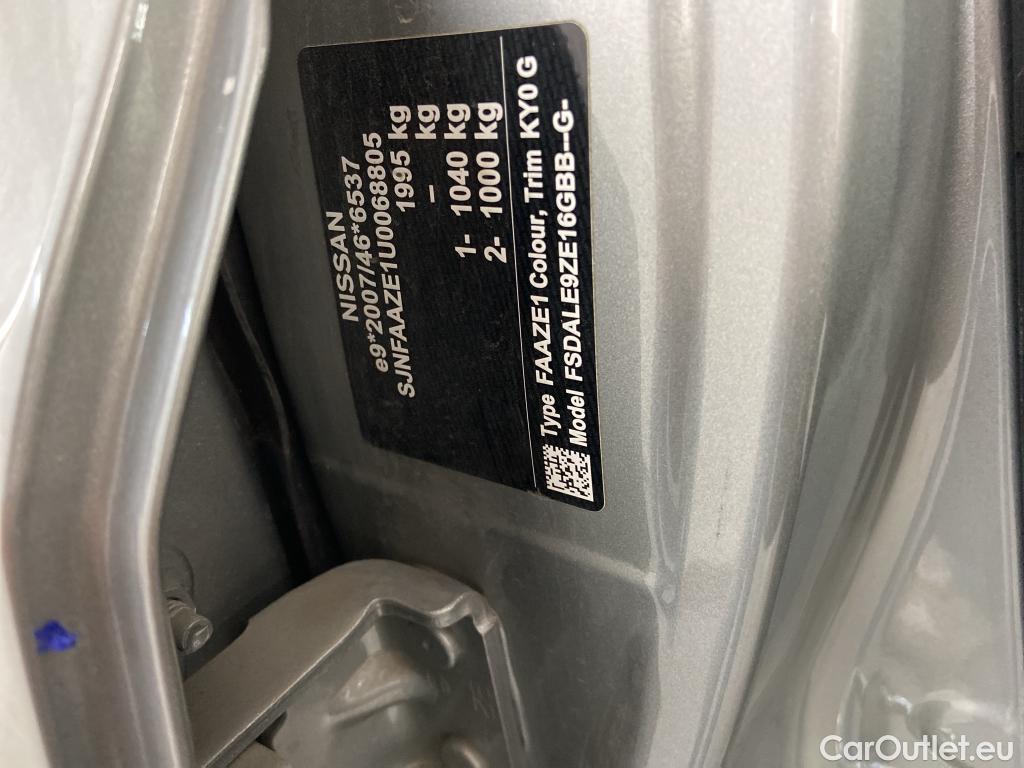 NISSAN
e9*2007/46*6537
SJNFAAZE1U0068805
1995 kg
– kg
1- 1040 kg
2- 1000 kg
Type FAAZE1 Colour, Trim KY0 G
Model FSDALE9ZE16GBB--G-
CarOutlet.eu